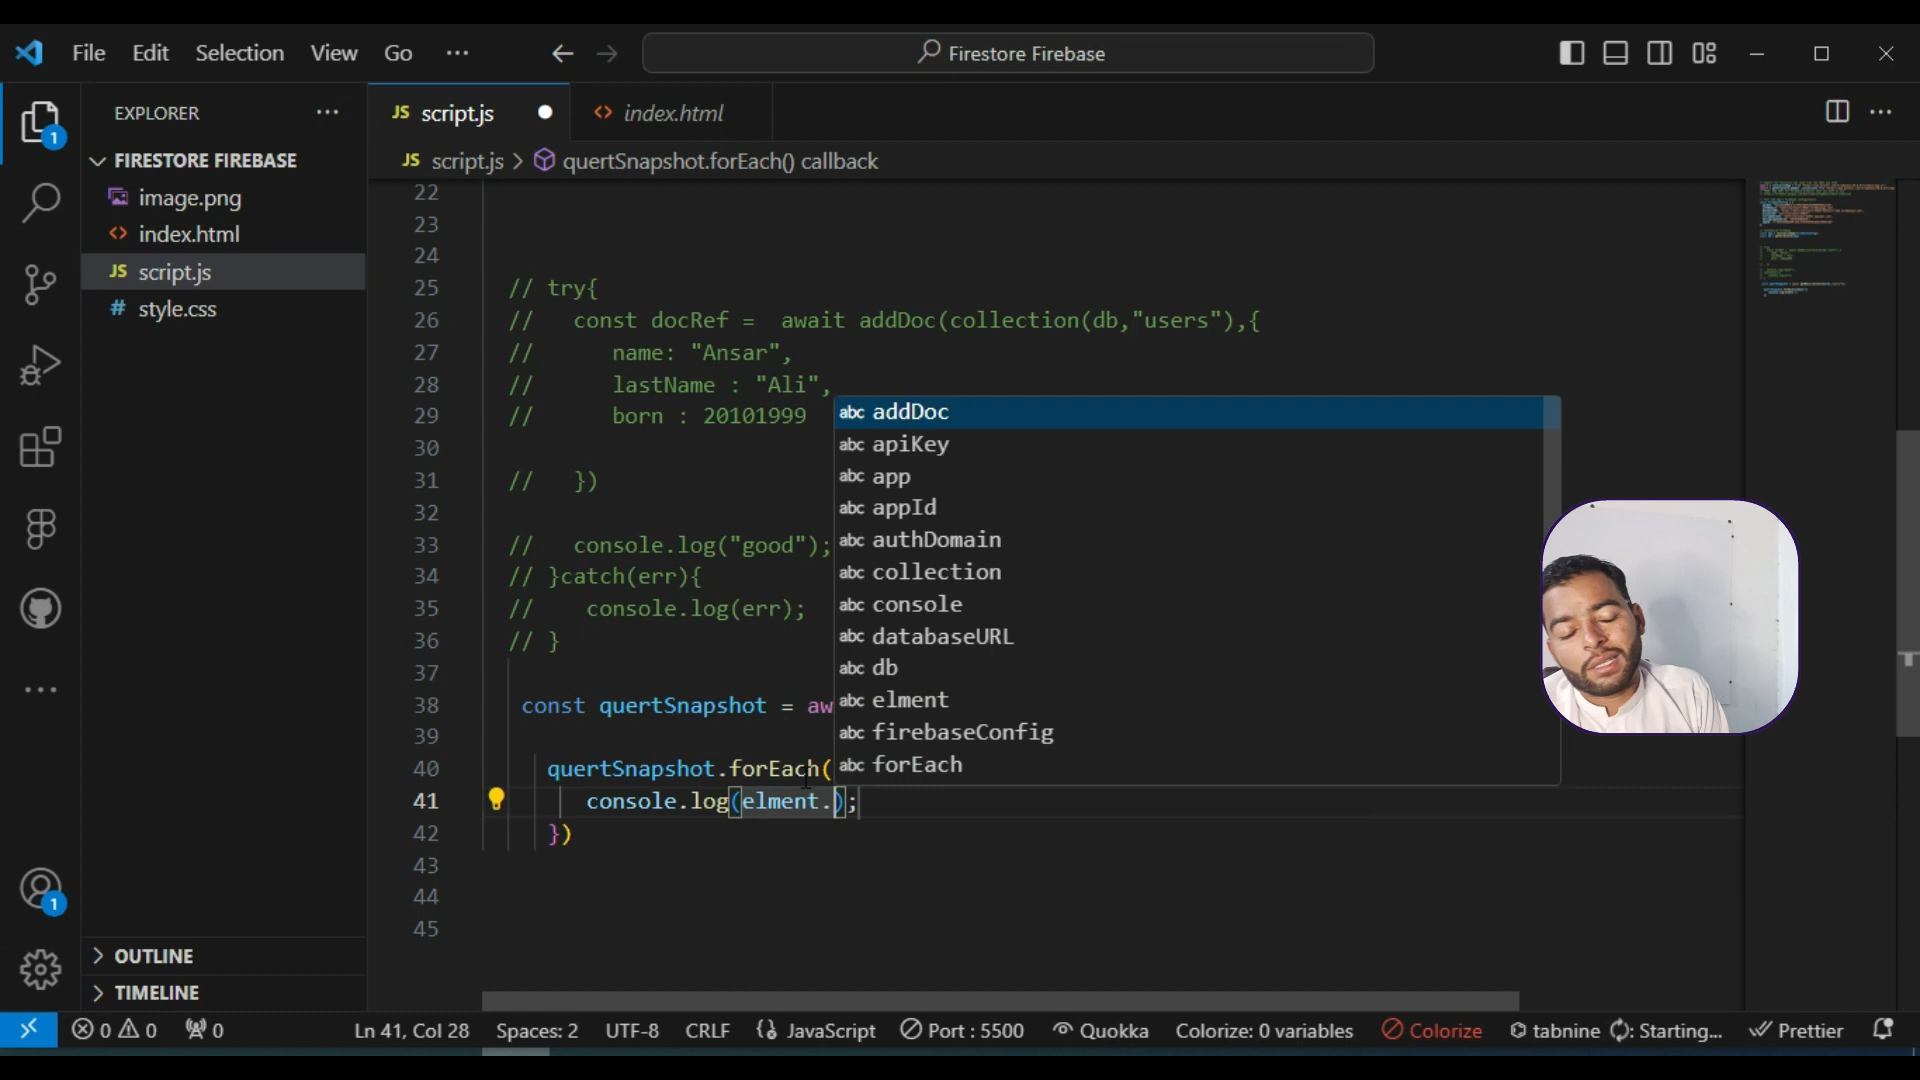 File Edit Selection View Go ··· Firestore Firebase
EXPLORER ···
JS script.js
index.html
FIRESTORE FIREBASE
JS script.js > quertSnapshot.forEach() callback
image.png
index.html
JS script.js
# style.css
22
23
24
25 // try{
26 // const docRef = await addDoc(collection(db,"users"),{
27 // name: "Ansar",
28 // lastName : "Ali",
29 // born : 20101999
30
31 // })
32
33 // console.log("good");
34 // }catch(err){
35 // console.log(err);
36 // }
37
38 const quertSnapshot = aw
39
40 quertSnapshot.forEach(
41 console.log(elment.);
42 })
43
44
45
abc addDoc
abc apiKey
abc app
abc appId
abc authDomain
abc collection
abc console
abc databaseURL
abc db
abc elment
abc firebaseConfig
abc forEach
1
1
OUTLINE
TIMELINE
0 0 0 Ln 41, Col 28 Spaces: 2 UTF-8 CRLF {} JavaScript Port : 5500 Quokka Colorize: 0 variables Colorize tabnine : Starting... Prettier